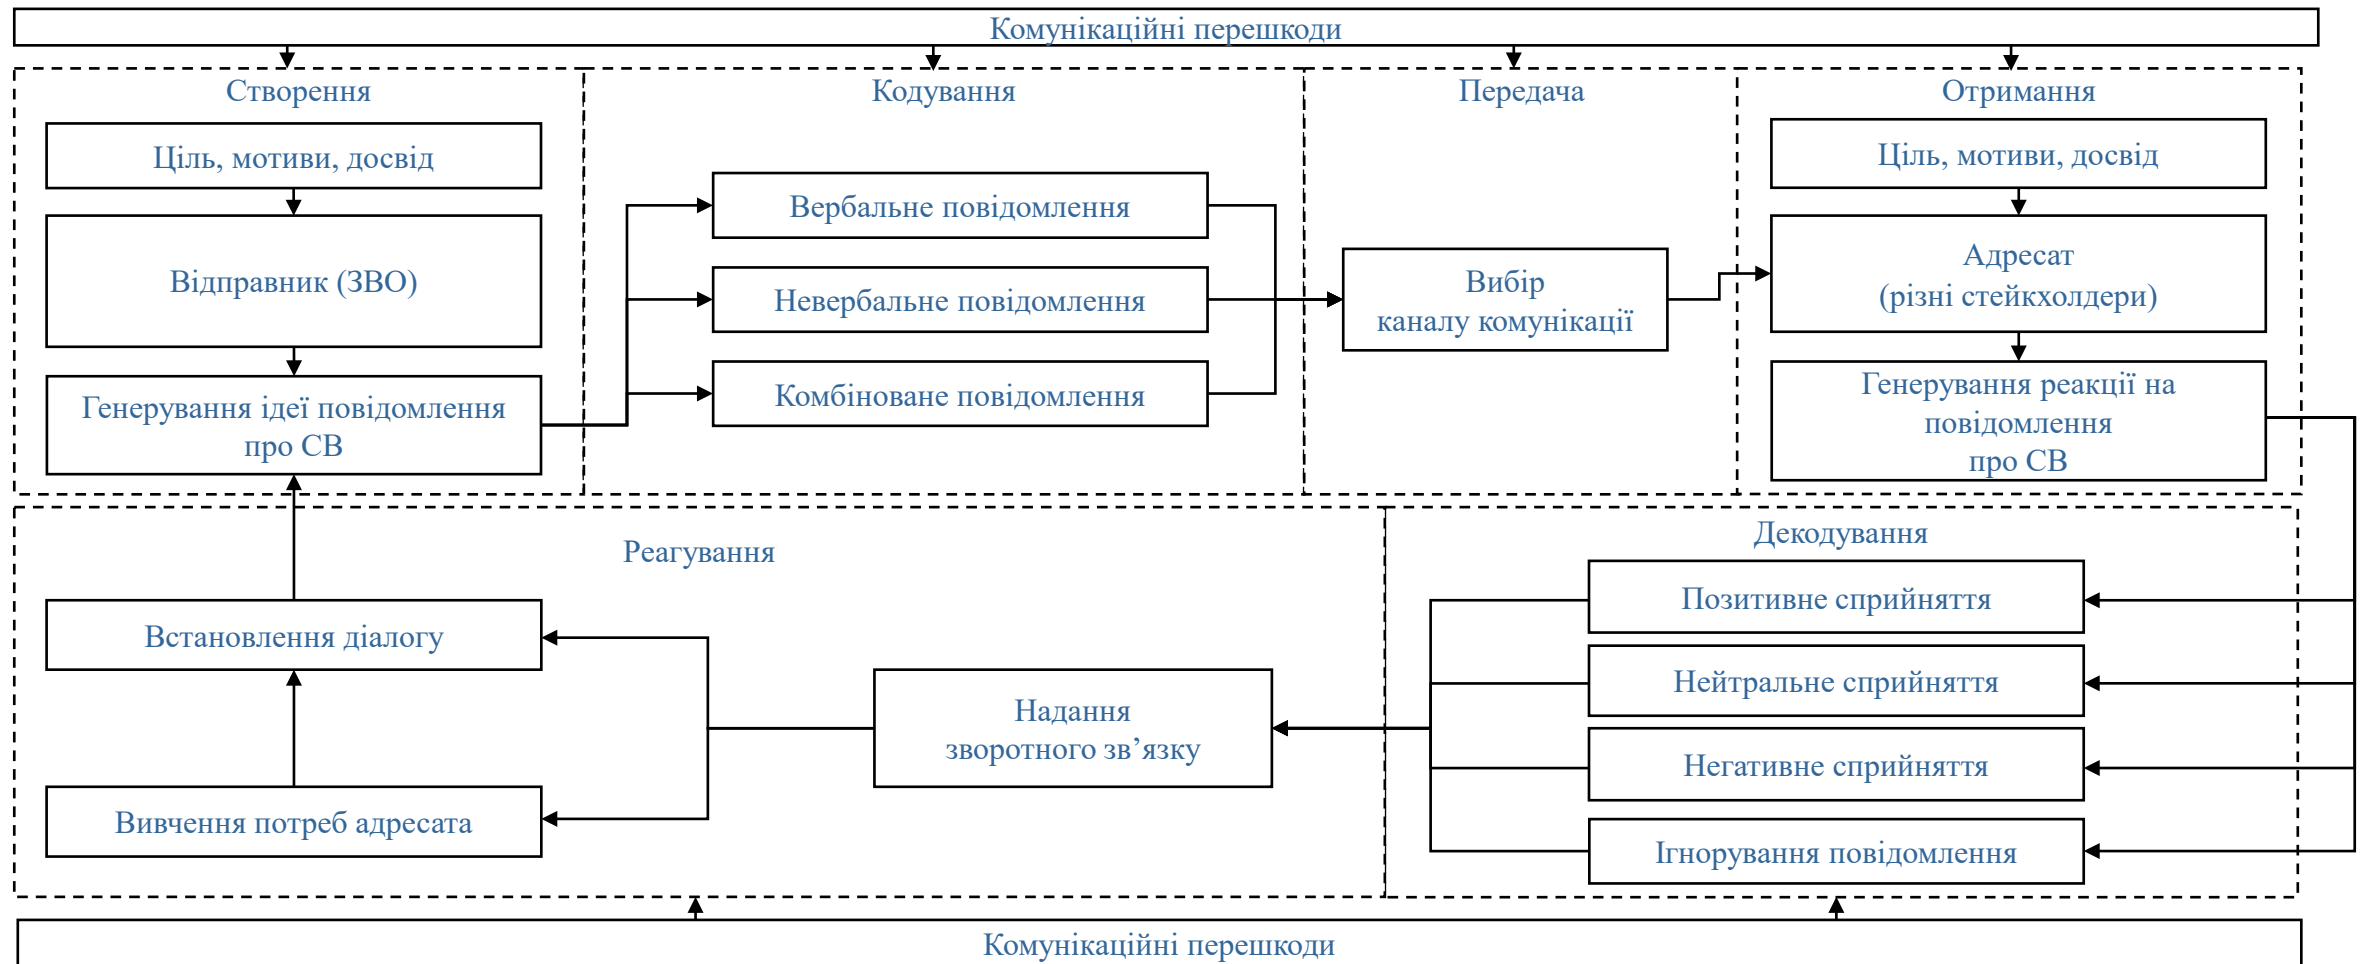 Комунікаційні перешкоди
Створення
Ціль, мотиви, досвід
Відправник (ЗВО)
Генерування ідеї повідомлення
про СВ
Кодування
Вербальне повідомлення
Невербальне повідомлення
Комбіноване повідомлення
Передача
Вибір
каналу комунікації
Отримання
Ціль, мотиви, досвід
Адресат
(різні стейкхолдери)
Генерування реакції на
повідомлення
про СВ
Реагування
Встановлення діалогу
Вивчення потреб адресата
Надання
зворотного зв’язку
Декодування
Позитивне сприйняття
Нейтральне сприйняття
Негативне сприйняття
Ігнорування повідомлення
Комунікаційні перешкоди